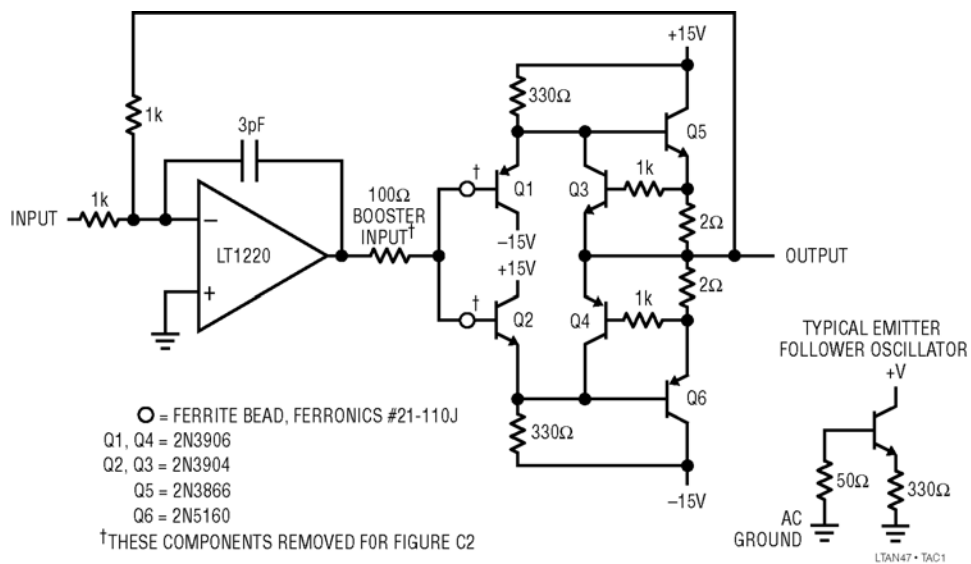 +15V
330Ω
Q5
1k
3pF
†
Q1
Q3
1k
100Ω
BOOSTER
INPUT†
1k
INPUT
–
LT1220
+
–15V
+15V
2Ω
OUTPUT
2Ω
†
Q2
Q4
1k
Q6
330Ω
–15V
TYPICAL EMITTER
FOLLOWER OSCILLATOR
+V
50Ω
330Ω
AC
GROUND
= FERRITE BEAD, FERRONICS #21-110J
Q1, Q4 = 2N3906
Q2, Q3 = 2N3904
Q5 = 2N3866
Q6 = 2N5160
†THESE COMPONENTS REMOVED FOR FIGURE C2
LTAN47 • TAC1